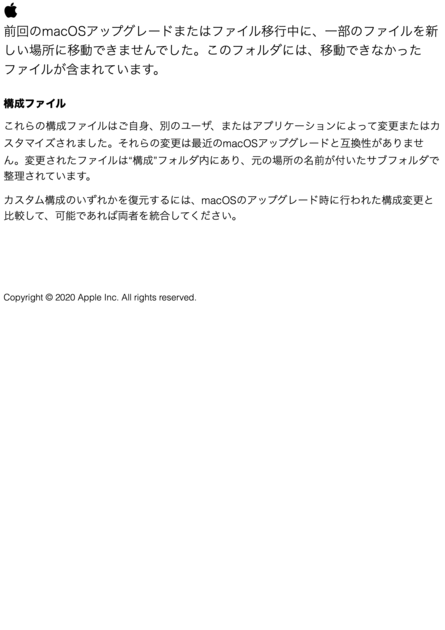 前回のmacOSアップグレードまたはファイル移行中に、一部のファイルを新
しい場所に移動できませんでした。このフォルダには、移動できなかった
ファイルが含まれています。
構成ファイル
これらの構成ファイルはご自身、別のユーザ、またはアプリケーションによって変更またはカ
スタマイズされました。それらの変更は最近のmacOSアップグレードと互換性がありませ
ん。変更されたファイルは“構成”フォルダ内にあり、元の場所の名前が付いたサブフォルダで
整理されています。
カスタム構成のいずれかを復元するには、macOSのアップグレード時に行われた構成変更と
比較して、可能であれば両者を統合してください。
Copyright © 2020 Apple Inc. All rights reserved.